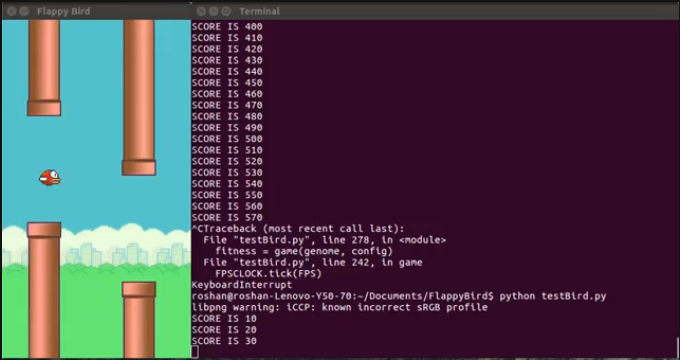 Flappy Bird
Terminal
SCORE IS 400
SCORE IS 410
SCORE IS 420
SCORE IS 430
SCORE IS 440
SCORE IS 450
SCORE IS 460
SCORE IS 470
SCORE IS 480
SCORE IS 490
SCORE IS 500
SCORE IS 510
SCORE IS 520
SCORE IS 530
SCORE IS 540
SCORE IS 550
SCORE IS 560
SCORE IS 570
^CTraceback (most recent call last):
  File "testBird.py", line 278, in <module>
    fitness = game(genome, config)
  File "testBird.py", line 242, in game
    FPSCLOCK.tick(FPS)
KeyboardInterrupt
roshan@roshan-Lenovo-Y50-70:~/Documents/FlappyBird$ python testBird.py
libpng warning: iCCP: known incorrect sRGB profile
SCORE IS 10
SCORE IS 20
SCORE IS 30